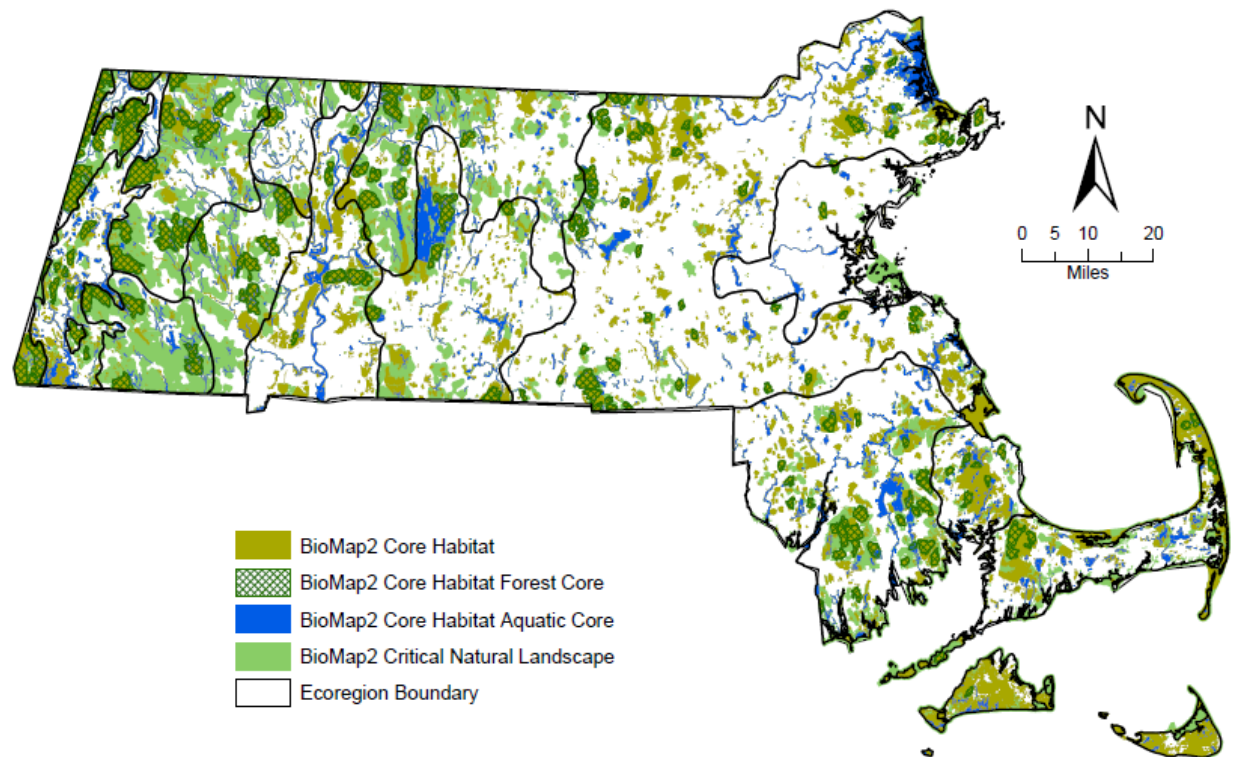 N
0 5 10 20
Miles
BioMap2 Core Habitat
BioMap2 Core Habitat Forest Core
BioMap2 Core Habitat Aquatic Core
BioMap2 Critical Natural Landscape
Ecoregion Boundary